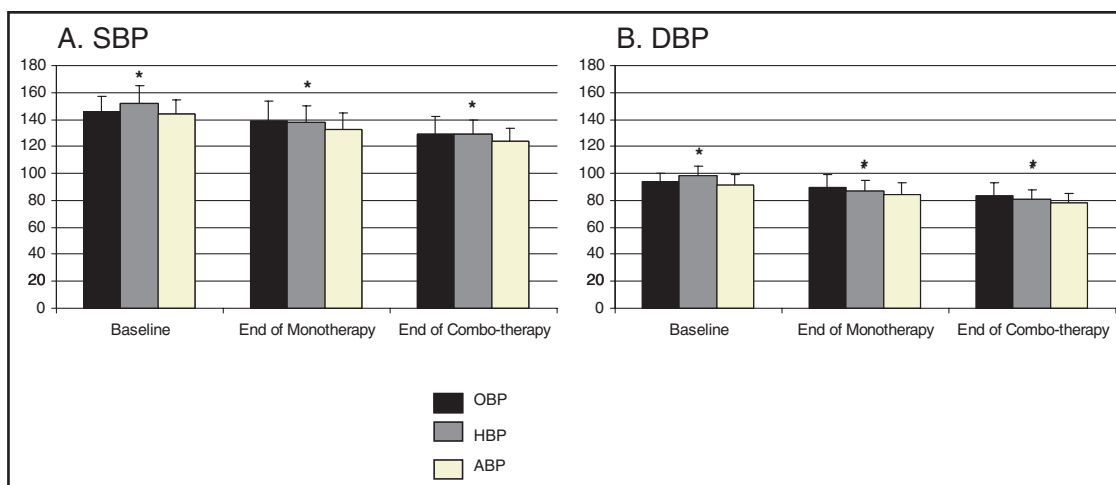 A. SBP
180
160
140
120
100
80
60
40
20
0
* * *
Baseline End of Monotherapy End of Combo-therapy
B. DBP
180
160
140
120
100
80
60
40
20
0
* * *
Baseline End of Monotherapy End of Combo-therapy
OBP
HBP
ABP